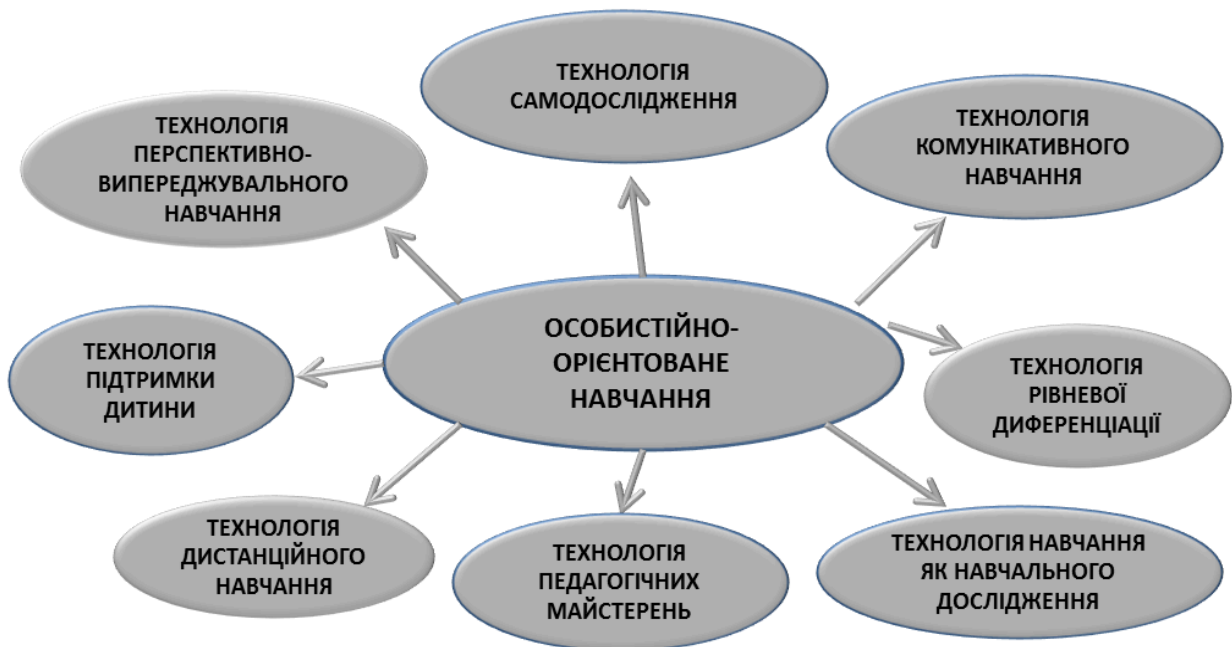 ТЕХНОЛОГІЯ
САМОДОСЛІДЖЕННЯ
ТЕХНОЛОГІЯ
ПЕРСПЕКТИВНО-
ВИПЕРЕДЖУВАЛЬНОГО
НАВЧАННЯ
ТЕХНОЛОГІЯ
КОМУНІКАТИВНОГО
НАВЧАННЯ
ОСОБИСТІЙНО-
ОРІЄНТОВАНЕ
НАВЧАННЯ
ТЕХНОЛОГІЯ
ПІДТРИМКИ
ДИТИНИ
ТЕХНОЛОГІЯ
РІВНЕВОЇ
ДИФЕРЕНЦІАЦІЇ
ТЕХНОЛОГІЯ
ДИСТАНЦІЙНОГО
НАВЧАННЯ
ТЕХНОЛОГІЯ
ПЕДАГОГІЧНИХ
МАЙСТЕРЕНЬ
ТЕХНОЛОГІЯ НАВЧАННЯ
ЯК НАВЧАЛЬНОГО
ДОСЛІДЖЕННЯ